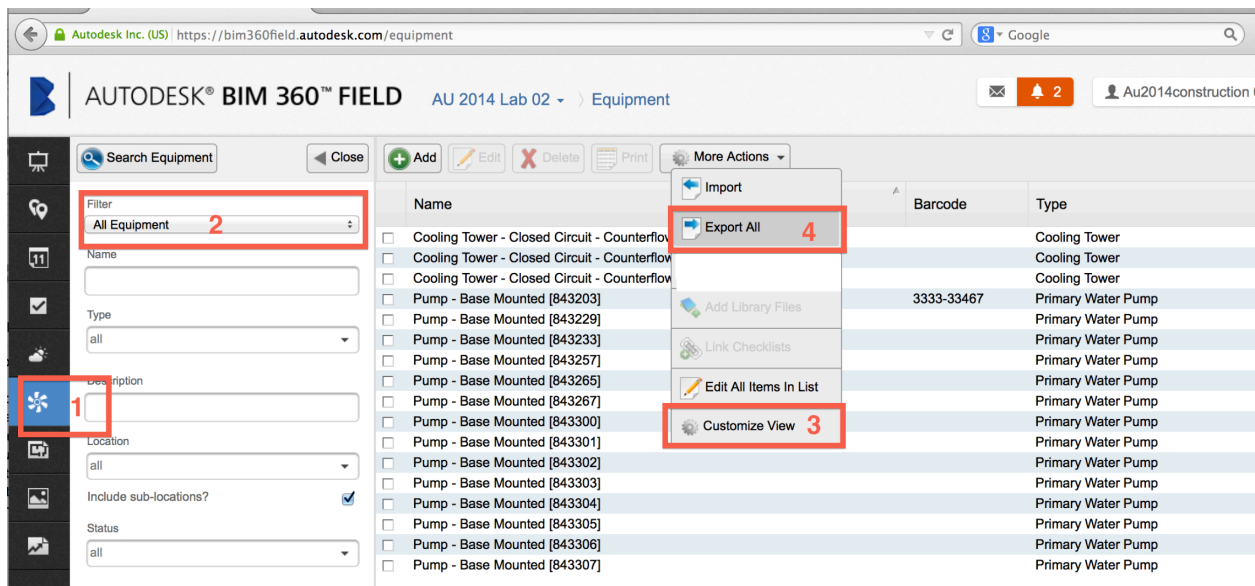 Autodesk Inc. (US) https://bim360field.autodesk.com/equipment
Google
AUTODESK® BIM 360™ FIELD AU 2014 Lab 02 Equipment
2 Au2014construction
Search Equipment Close Add Edit Delete Print More Actions
Filter
All Equipment 2
Name
Type
all
Description
1
11
Location
all
Include sub-locations?
Status
all
Import
Export All 4
Add Library Files
Link Checklists
Edit All Items In List
Customize View 3
Name Barcode Type
Cooling Tower - Closed Circuit - Counterflow Cooling Tower
Cooling Tower - Closed Circuit - Counterflow Cooling Tower
Cooling Tower - Closed Circuit - Counterflow Cooling Tower
Pump - Base Mounted [843203] 3333-33467 Primary Water Pump
Pump - Base Mounted [843229] Primary Water Pump
Pump - Base Mounted [843233] Primary Water Pump
Pump - Base Mounted [843257] Primary Water Pump
Pump - Base Mounted [843265] Primary Water Pump
Pump - Base Mounted [843267] Primary Water Pump
Pump - Base Mounted [843300] Primary Water Pump
Pump - Base Mounted [843301] Primary Water Pump
Pump - Base Mounted [843302] Primary Water Pump
Pump - Base Mounted [843303] Primary Water Pump
Pump - Base Mounted [843304] Primary Water Pump
Pump - Base Mounted [843305] Primary Water Pump
Pump - Base Mounted [843306] Primary Water Pump
Pump - Base Mounted [843307] Primary Water Pump